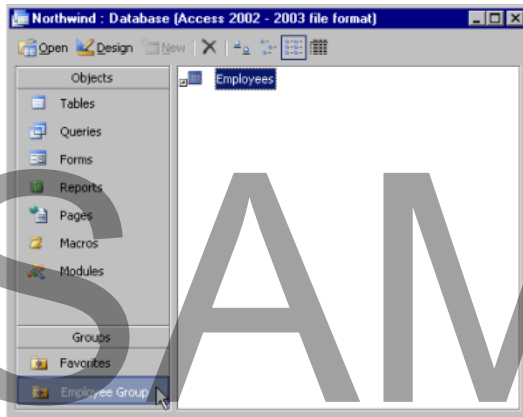 Northwind : Database (Access 2002 - 2003 file format)
Open Design New
Objects
Employees
Tables
Queries
Forms
Reports
Pages
Macros
Modules
Groups
Favorites
Employee Group
SAM